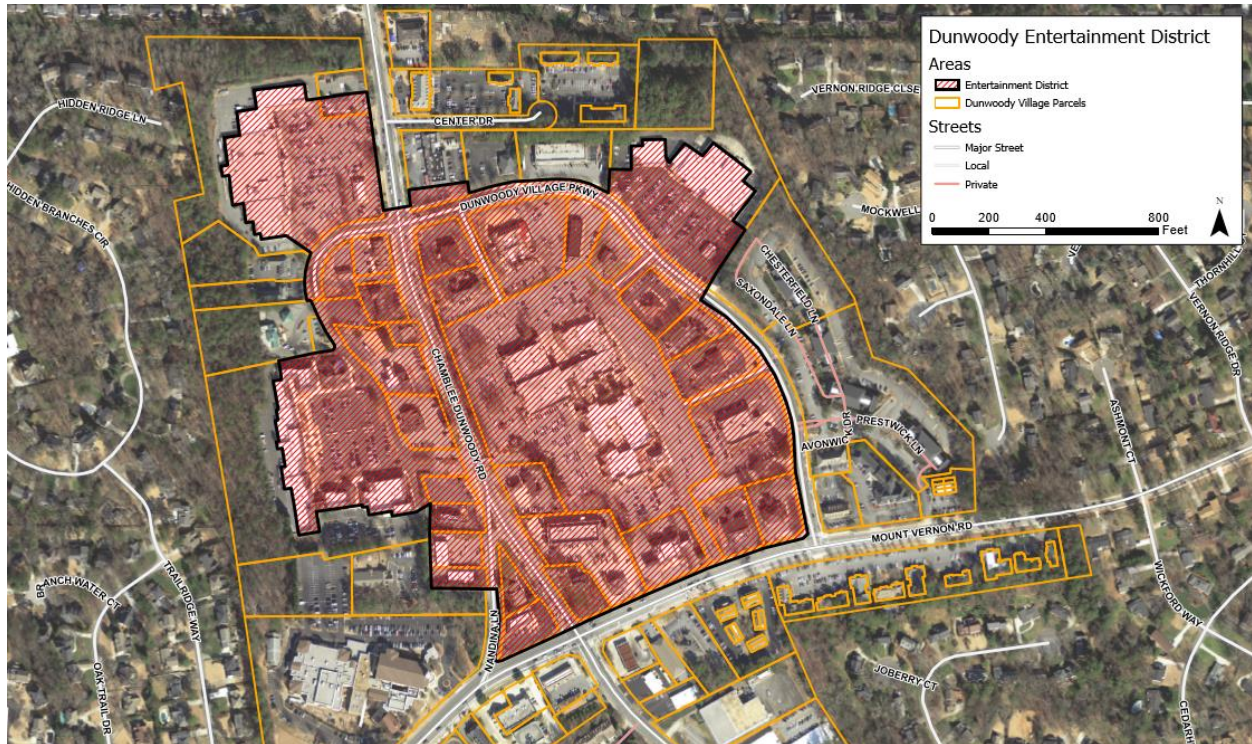 Dunwoody Entertainment District
Areas
Entertainment District
Dunwoody Village Parcels
Streets
Major Street
Local
Private
0 200 400 800
Feet
N
HIDDEN RIDGE LN
HIDDEN BRANCHES CIR
CENTER DR
DUNWOODY VILLAGE PKWY
VERNON RIDGE CLSE
MOCKWELL
THORNHILL
VERNON RIDGE DR
CHESTERFIELD LN
SAXONDALE LN
CHAMBLEE DUNWOODY RD
AVONWICK DR
PRESTWICK LN
ASHMONT CT
MOUNT VERNON RD
WICKFORD WAY
BRANCH WATER CT
TRAILRIDGE WAY
OAK TRAIL DR
NANDINA LN
JOBERRY CT
CEDARH